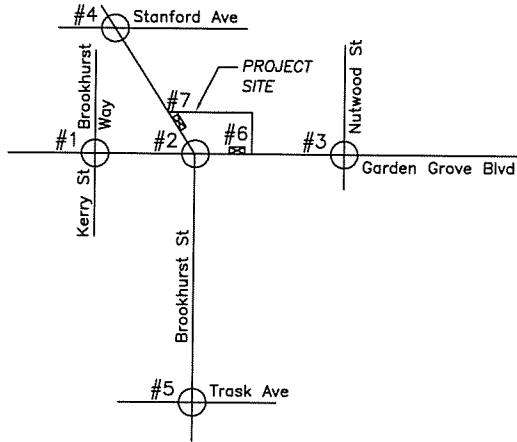 #4
Stanford Ave
Brookhurst
Way
#7
PROJECT
SITE
Nutwood St
#1
#2
#6
#3
Garden Grove Blvd
Kerry St
Brookhurst St
#5
Trask Ave